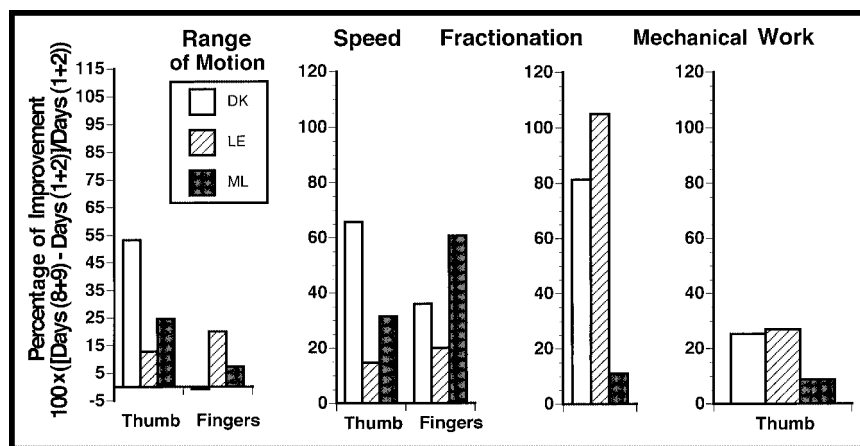 Range
of Motion
Speed
Fractionation
Mechanical Work
Percentage of Improvement
100×([Days (8+9) - Days (1+2)]/Days (1+2))
115
105
95
85
75
65
55
45
35
25
15
5
-5
DK
LE
ML
Thumb Fingers
120
100
80
60
40
20
0
Thumb Fingers
120
100
80
60
40
20
0
120
100
80
60
40
20
0
Thumb